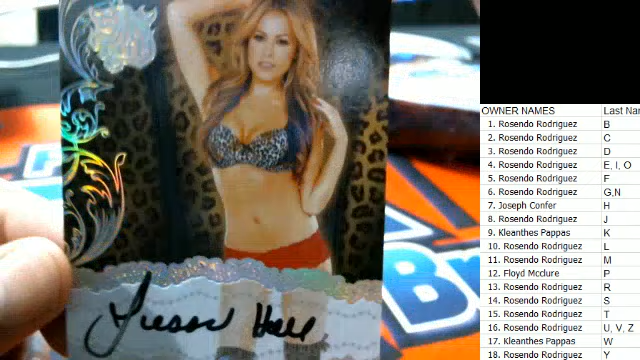 OWNER NAMES Last Na
1. Rosendo Rodriguez B
2. Rosendo Rodriguez C
3. Rosendo Rodriguez D
4. Rosendo Rodriguez E, I, O
5. Rosendo Rodriguez F
6. Rosendo Rodriguez G,N
7. Joseph Confer H
8. Rosendo Rodriguez J
9. Kleanthes Pappas K
10. Rosendo Rodriguez L
11. Rosendo Rodriguez M
12. Floyd Mcclure P
13. Rosendo Rodriguez R
14. Rosendo Rodriguez S
15. Rosendo Rodriguez T
16. Rosendo Rodriguez U, V, Z
17. Kleanthes Pappas W
18. Rosendo Rodriguez Y